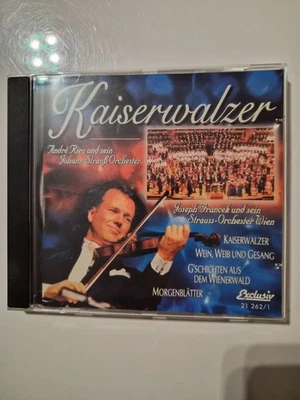 Kaiserwalzer
André Rieu und sein
Johann Strauß Orchester
Joseph Francek und sein
Strauss-Orchester Wien
KAISERWALZER
WEIN, WEIB UND GESANG
G'SCHICHTEN AUS
DEM WIENERWALD
MORGENBLÄTTER
Exclusiv
21 262/1